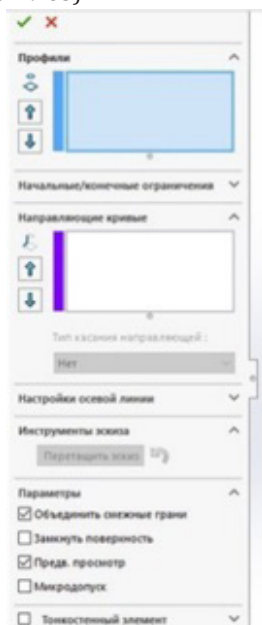 Профили
Начальные/конечные ограничения
Направляющие кривые
Тип касания направляющей :
Нет
Настройки осевой линии
Инструменты эскиза
Перетащить эскиз
Параметры
Объединить смежные грани
Замкнуть поверхность
Предв. просмотр
Микродопуск
Тонкостенный элемент